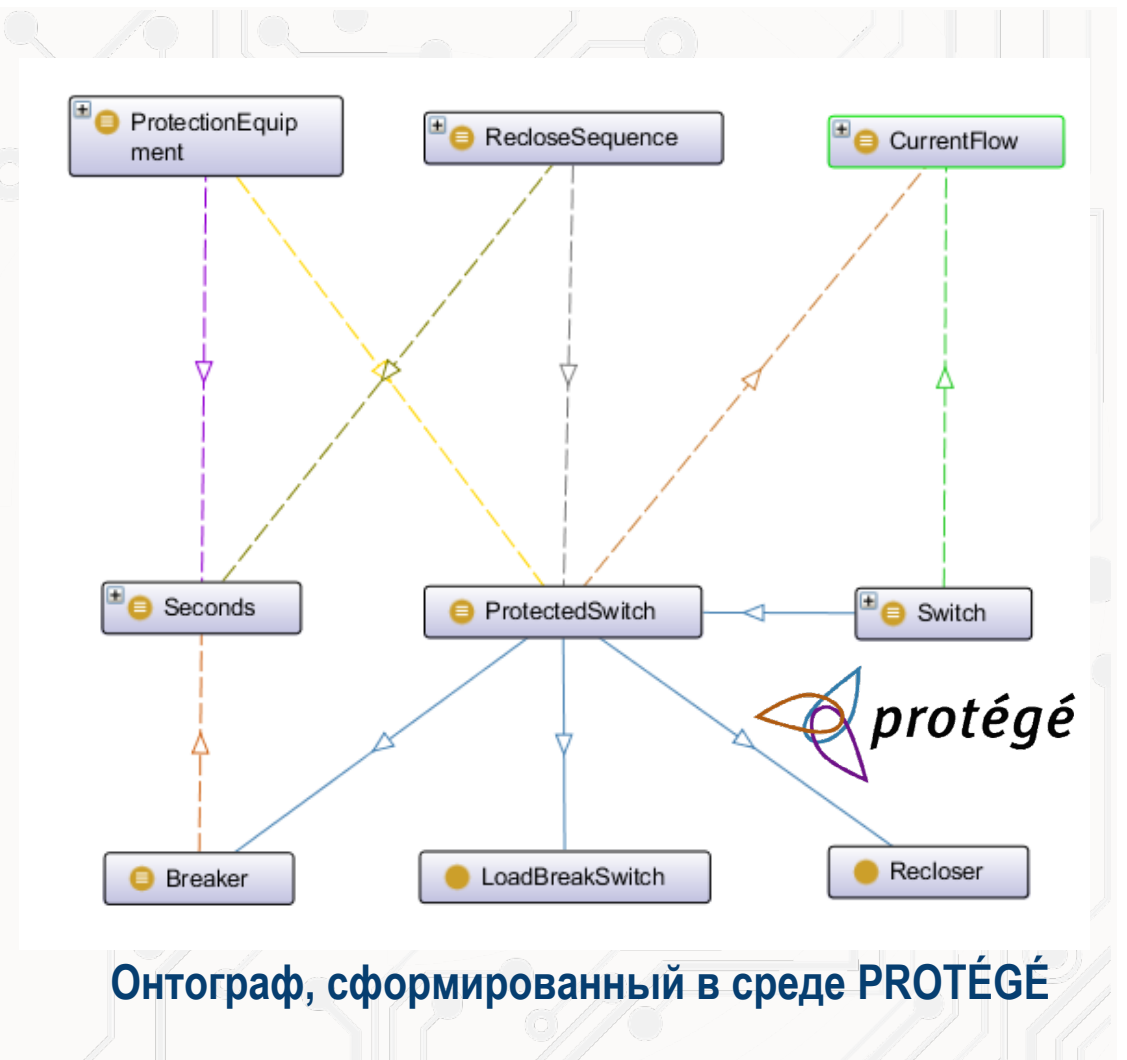 ProtectionEquip
ment
RecloseSequence
CurrentFlow
Seconds
ProtectedSwitch
Switch
protégé
Breaker
LoadBreakSwitch
Recloser
Онтограф, сформированный в среде PROTÉGÉ